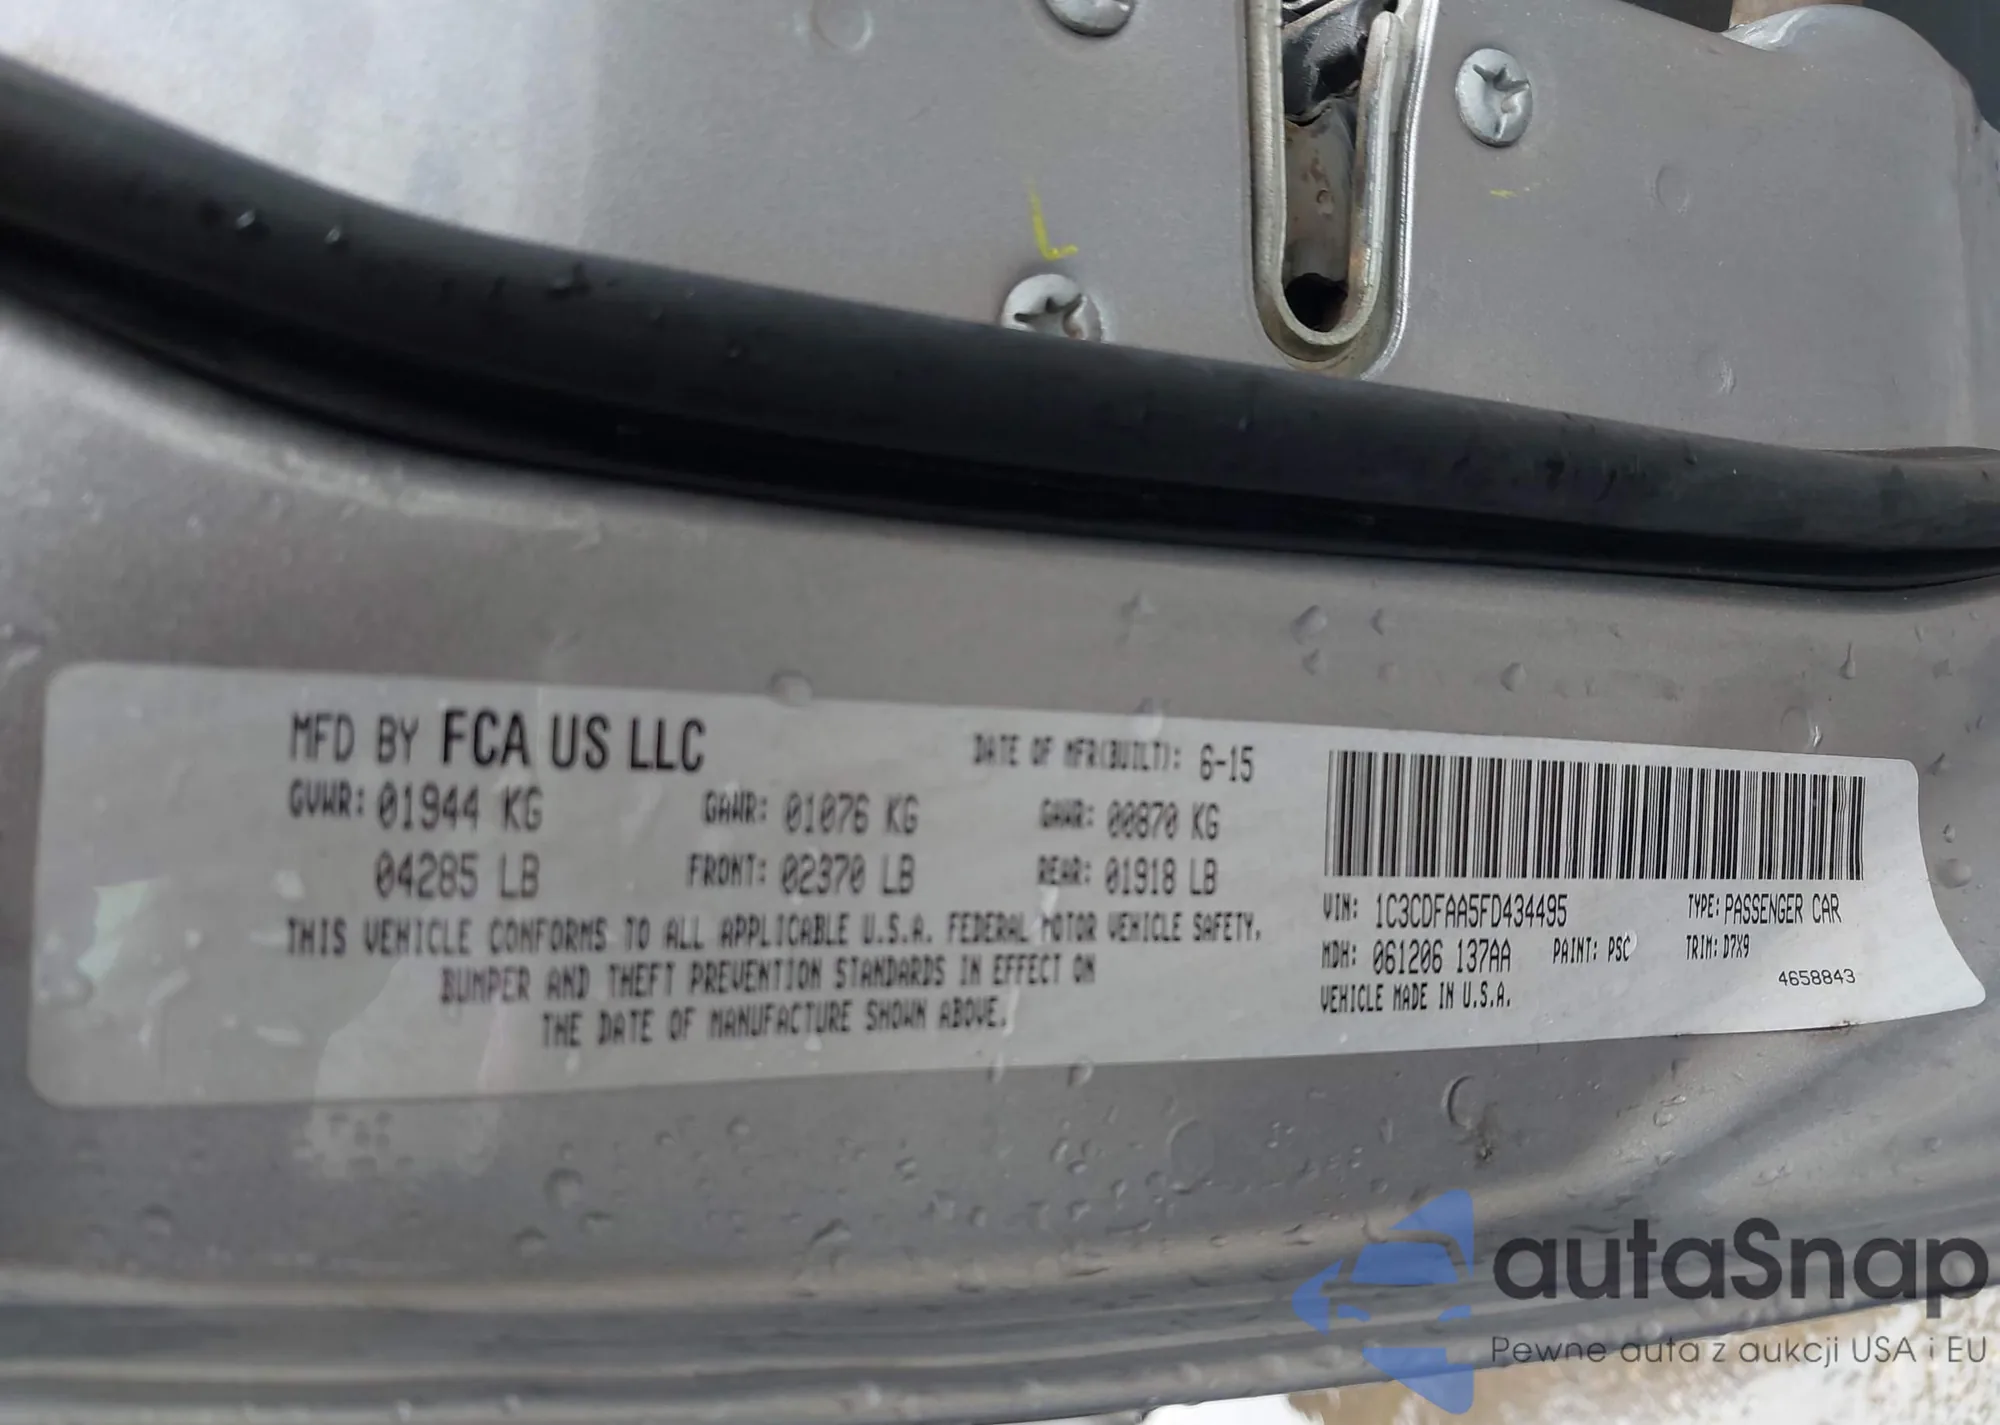 L
MFD BY FCA US LLC DATE OF MFR(BUILT): 6-15
GVWR: 01944 KG GAWR: 01076 KG GAWR: 00870 KG
04285 LB FRONT: 02370 LB REAR: 01918 LB
THIS VEHICLE CONFORMS TO ALL APPLICABLE U.S.A. FEDERAL MOTOR VEHICLE SAFETY,
BUMPER AND THEFT PREVENTION STANDARDS IN EFFECT ON
THE DATE OF MANUFACTURE SHOWN ABOVE.
VIN: 1C3CDFAA5FD434495 TYPE: PASSENGER CAR
MDH: 061206 137AA PAINT: PSC TRIM: D7X9
VEHICLE MADE IN U.S.A. 4658843
autaSnap
Pewne auta z aukcji USA i EU